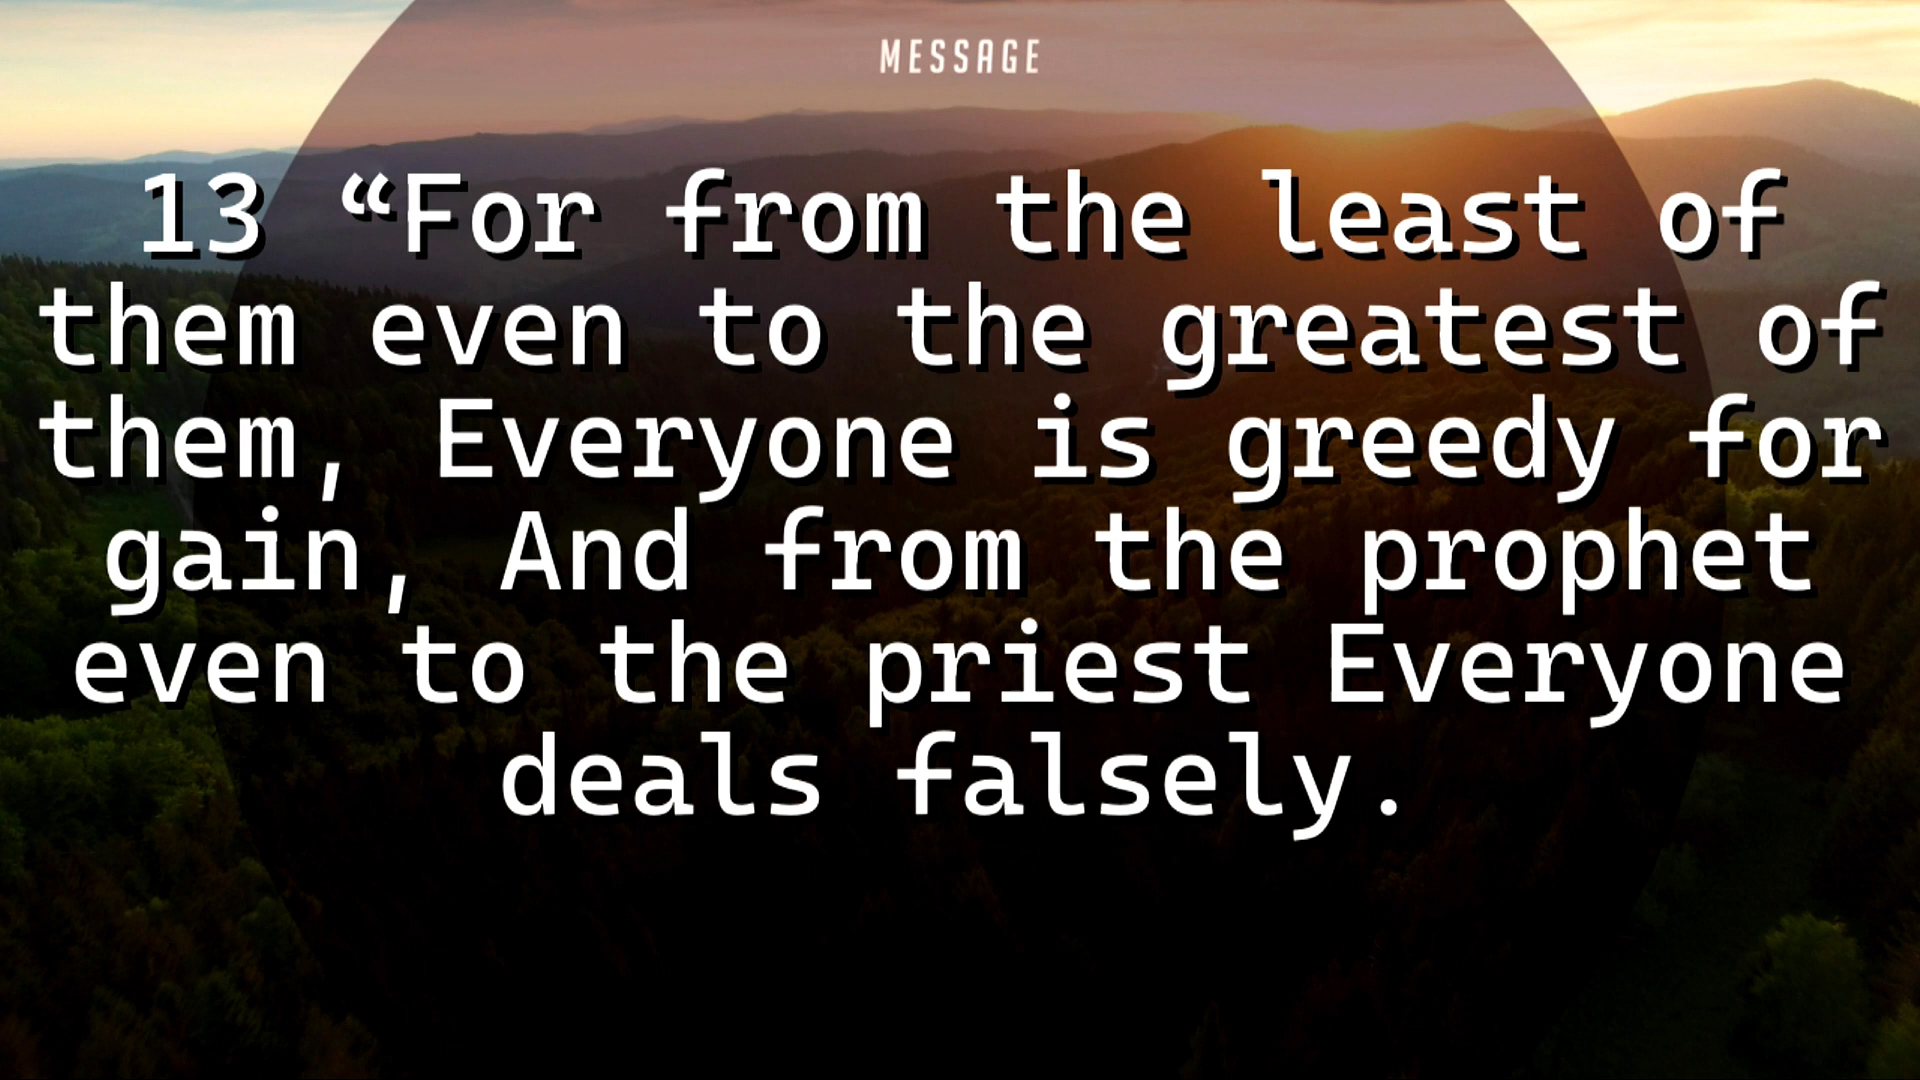 MESSAGE
13 “For from the least of
them even to the greatest of
them, Everyone is greedy for
gain, And from the prophet
even to the priest Everyone
deals falsely.